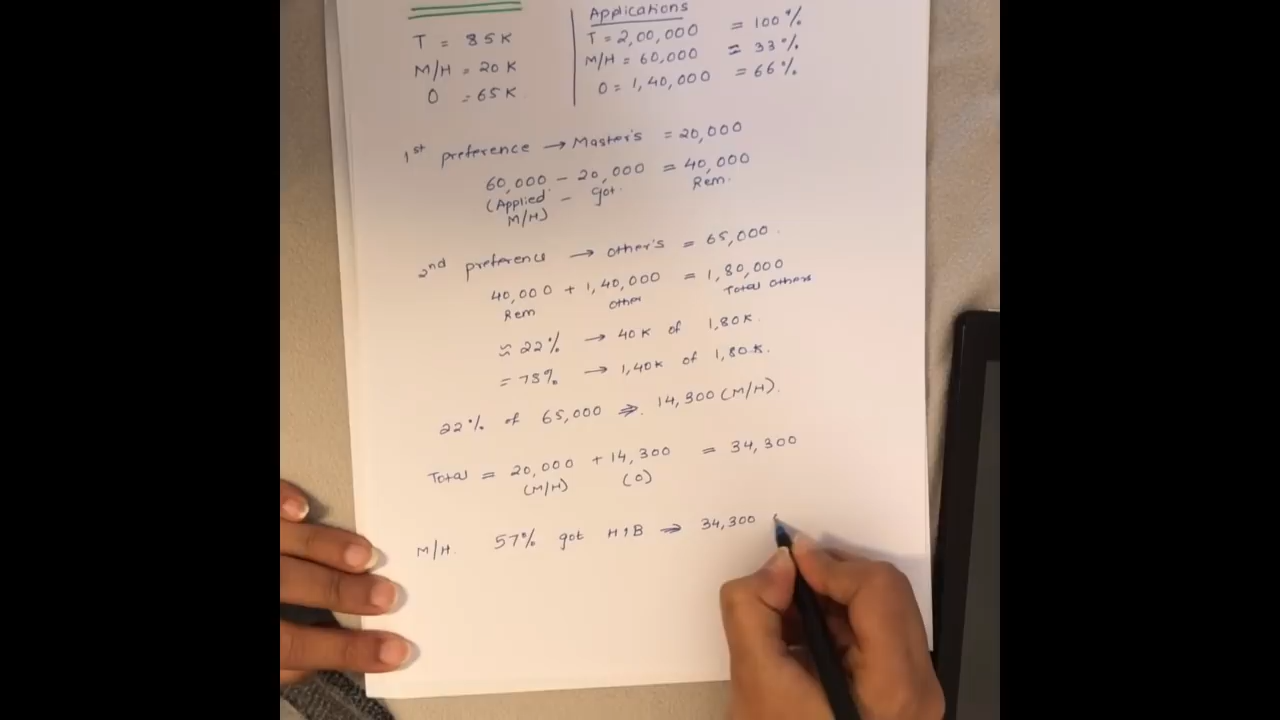 T = 85K
M/H = 20K
O = 65K
Applications
T = 2,00,000 = 100%
M/H = 60,000 = 33%
O = 1,40,000 = 66%
1st preference → Master's = 20,000
60,000 - 20,000 = 40,000
(Applied - got. Rem.
M/H)
2nd preference → other's = 65,000.
40,000 + 1,40,000 = 1,80,000
Rem other Total Others
≈ 22% → 40K of 1,80K.
= 78% → 1,40K of 1,80K.
22% of 65,000 ⇒ 14,300 (M/H).
Total = 20,000 + 14,300 = 34,300
(M/H) (O)
M/H. 57% got H1B ⇒ 34,300